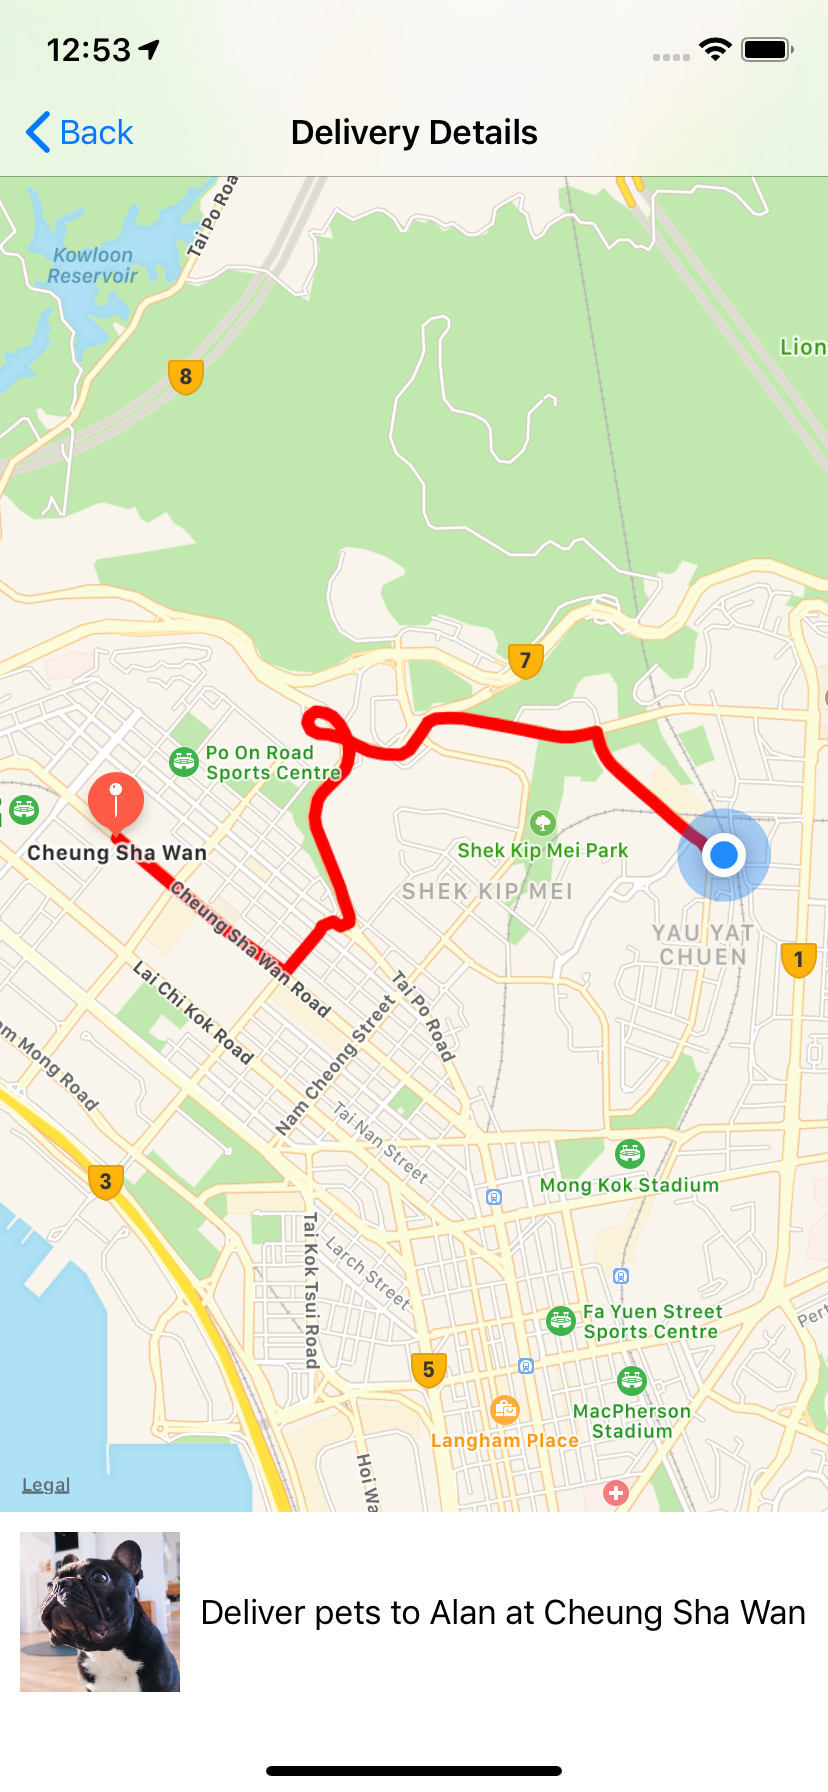 12:53
Back
Delivery Details
Tai Po Roa
Kowloon
Reservoir
Lion
8
7
Po On Road
Sports Centre
Cheung Sha Wan
Shek Kip Mei Park
SHEK KIP MEI
Cheung Sha Wan Road
YAU YAT
CHUEN
1
Lai Chi Kok Road
Tai Po Road
Nam Cheong Street
om Mong Road
Tai Nan Street
3
Mong Kok Stadium
Tai Kok Tsui Road
Larch Street
Fa Yuen Street
Sports Centre
Pert
5
MacPherson
Stadium
Langham Place
Hoi Wa
Legal
Deliver pets to Alan at Cheung Sha Wan